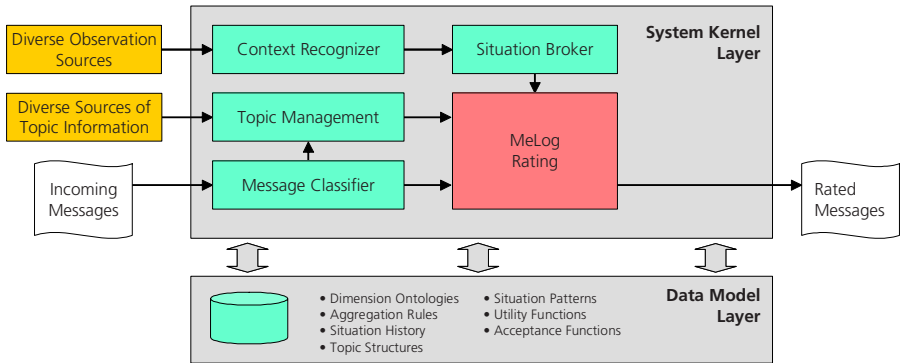 Diverse Observation
Sources
Context Recognizer
Situation Broker
System Kernel
Layer
Diverse Sources of
Topic Information
Topic Management
MeLog
Rating
Incoming
Messages
Message Classifier
Rated
Messages
• Dimension Ontologies
• Aggregation Rules
• Situation History
• Topic Structures
• Situation Patterns
• Utility Functions
• Acceptance Functions
Data Model
Layer